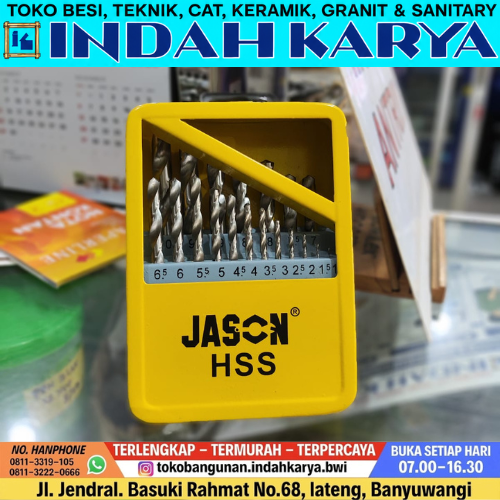 TOKO BESI, TEKNIK, CAT, KERAMIK, GRANIT & SANITARY
INDAH KARYA
6.5 6 5.5 5 4.5 4 3.5 3 2.5 2 1.5 1
JASON®
HSS
NO. HANPHONE
0811-3319-105
0811-3222-0666
TERLENGKAP – TERMURAH – TERPERCAYA
tokobangunan.indahkarya.bwi
BUKA SETIAP HARI
07.00-16.30
Jl. Jendral. Basuki Rahmat No.68, lateng, Banyuwangi